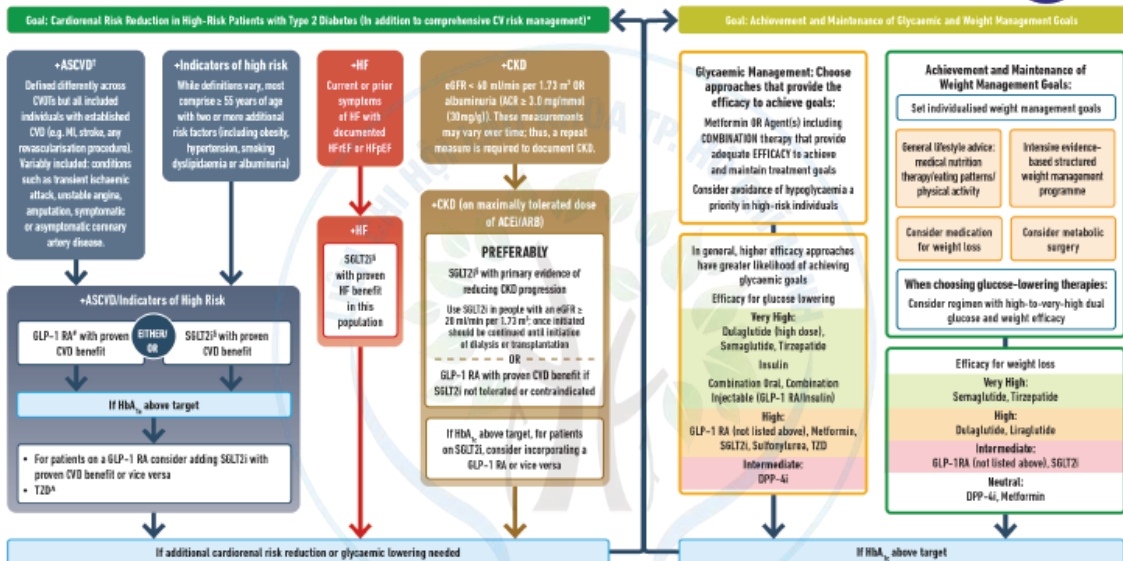 Goal: Cardiorenal Risk Reduction in High-Risk Patients with Type 2 Diabetes (In addition to comprehensive CV risk management)*
Goal: Achievement and Maintenance of Glycaemic and Weight Management Goals
+ASCVD†
Defined differently across
CVOTs but all included
individuals with established
CVD (e.g. MI, stroke, any
revascularisation procedure).
Variably included: conditions
such as transient ischaemic
attack, unstable angina,
amputation, symptomatic
or asymptomatic coronary
artery disease.
+Indicators of high risk
While definitions vary, most
comprise ≥ 55 years of age
with two or more additional
risk factors (including obesity,
hypertension, smoking
dyslipidaemia or albuminuria)
+HF
Current or prior
symptoms
of HF with
documented
HFrEF or HFpEF
+CKD
eGFR < 60 ml/min per 1.73 m² OR
albuminuria (ACR ≥ 3.0 mg/mmol
(30mg/g)). These measurements
may vary over time; thus, a repeat
measure is required to document CKD.
+ASCVD/Indicators of High Risk
GLP-1 RA# with proven
CVD benefit
EITHER/
OR
SGLT2i§ with proven
CVD benefit
If HbA1c above target
• For patients on a GLP-1 RA consider adding SGLT2i with
proven CVD benefit or vice versa
• TZD^
+HF
SGLT2i§
with proven
HF benefit
in this
population
+CKD (on maximally tolerated dose
of ACEi/ARB)
PREFERABLY
SGLT2i§ with primary evidence of
reducing CKD progression
Use SGLT2i in people with an eGFR ≥
20 ml/min per 1.73 m²; once initiated
should be continued until initiation
of dialysis or transplantation
OR
GLP-1 RA with proven CVD benefit if
SGLT2i not tolerated or contraindicated
If HbA1c above target, for patients
on SGLT2i, consider incorporating a
GLP-1 RA or vice versa
If additional cardiorenal risk reduction or glycaemic lowering needed
Glycaemic Management: Choose
approaches that provide the
efficacy to achieve goals:
Metformin OR Agent(s) including
COMBINATION therapy that provide
adequate EFFICACY to achieve
and maintain treatment goals
Consider avoidance of hypoglycaemia a
priority in high-risk individuals
In general, higher efficacy approaches
have greater likelihood of achieving
glycaemic goals
Efficacy for glucose lowering
Very High:
Dulaglutide (high dose),
Semaglutide, Tirzepatide
Insulin
Combination Oral, Combination
Injectable (GLP-1 RA/Insulin)
High:
GLP-1 RA (not listed above), Metformin,
SGLT2i, Sulfonylurea, TZD
Intermediate:
DPP-4i
Achievement and Maintenance of
Weight Management Goals:
Set individualised weight management goals
General lifestyle advice:
medical nutrition
therapy/eating patterns/
physical activity
Intensive evidence-
based structured
weight management
programme
Consider medication
for weight loss
Consider metabolic
surgery
When choosing glucose-lowering therapies:
Consider regimen with high-to-very-high dual
glucose and weight efficacy
Efficacy for weight loss
Very High:
Semaglutide, Tirzepatide
High:
Dulaglutide, Liraglutide
Intermediate:
GLP-1RA (not listed above), SGLT2i
Neutral:
DPP-4i, Metformin
If HbA1c above target